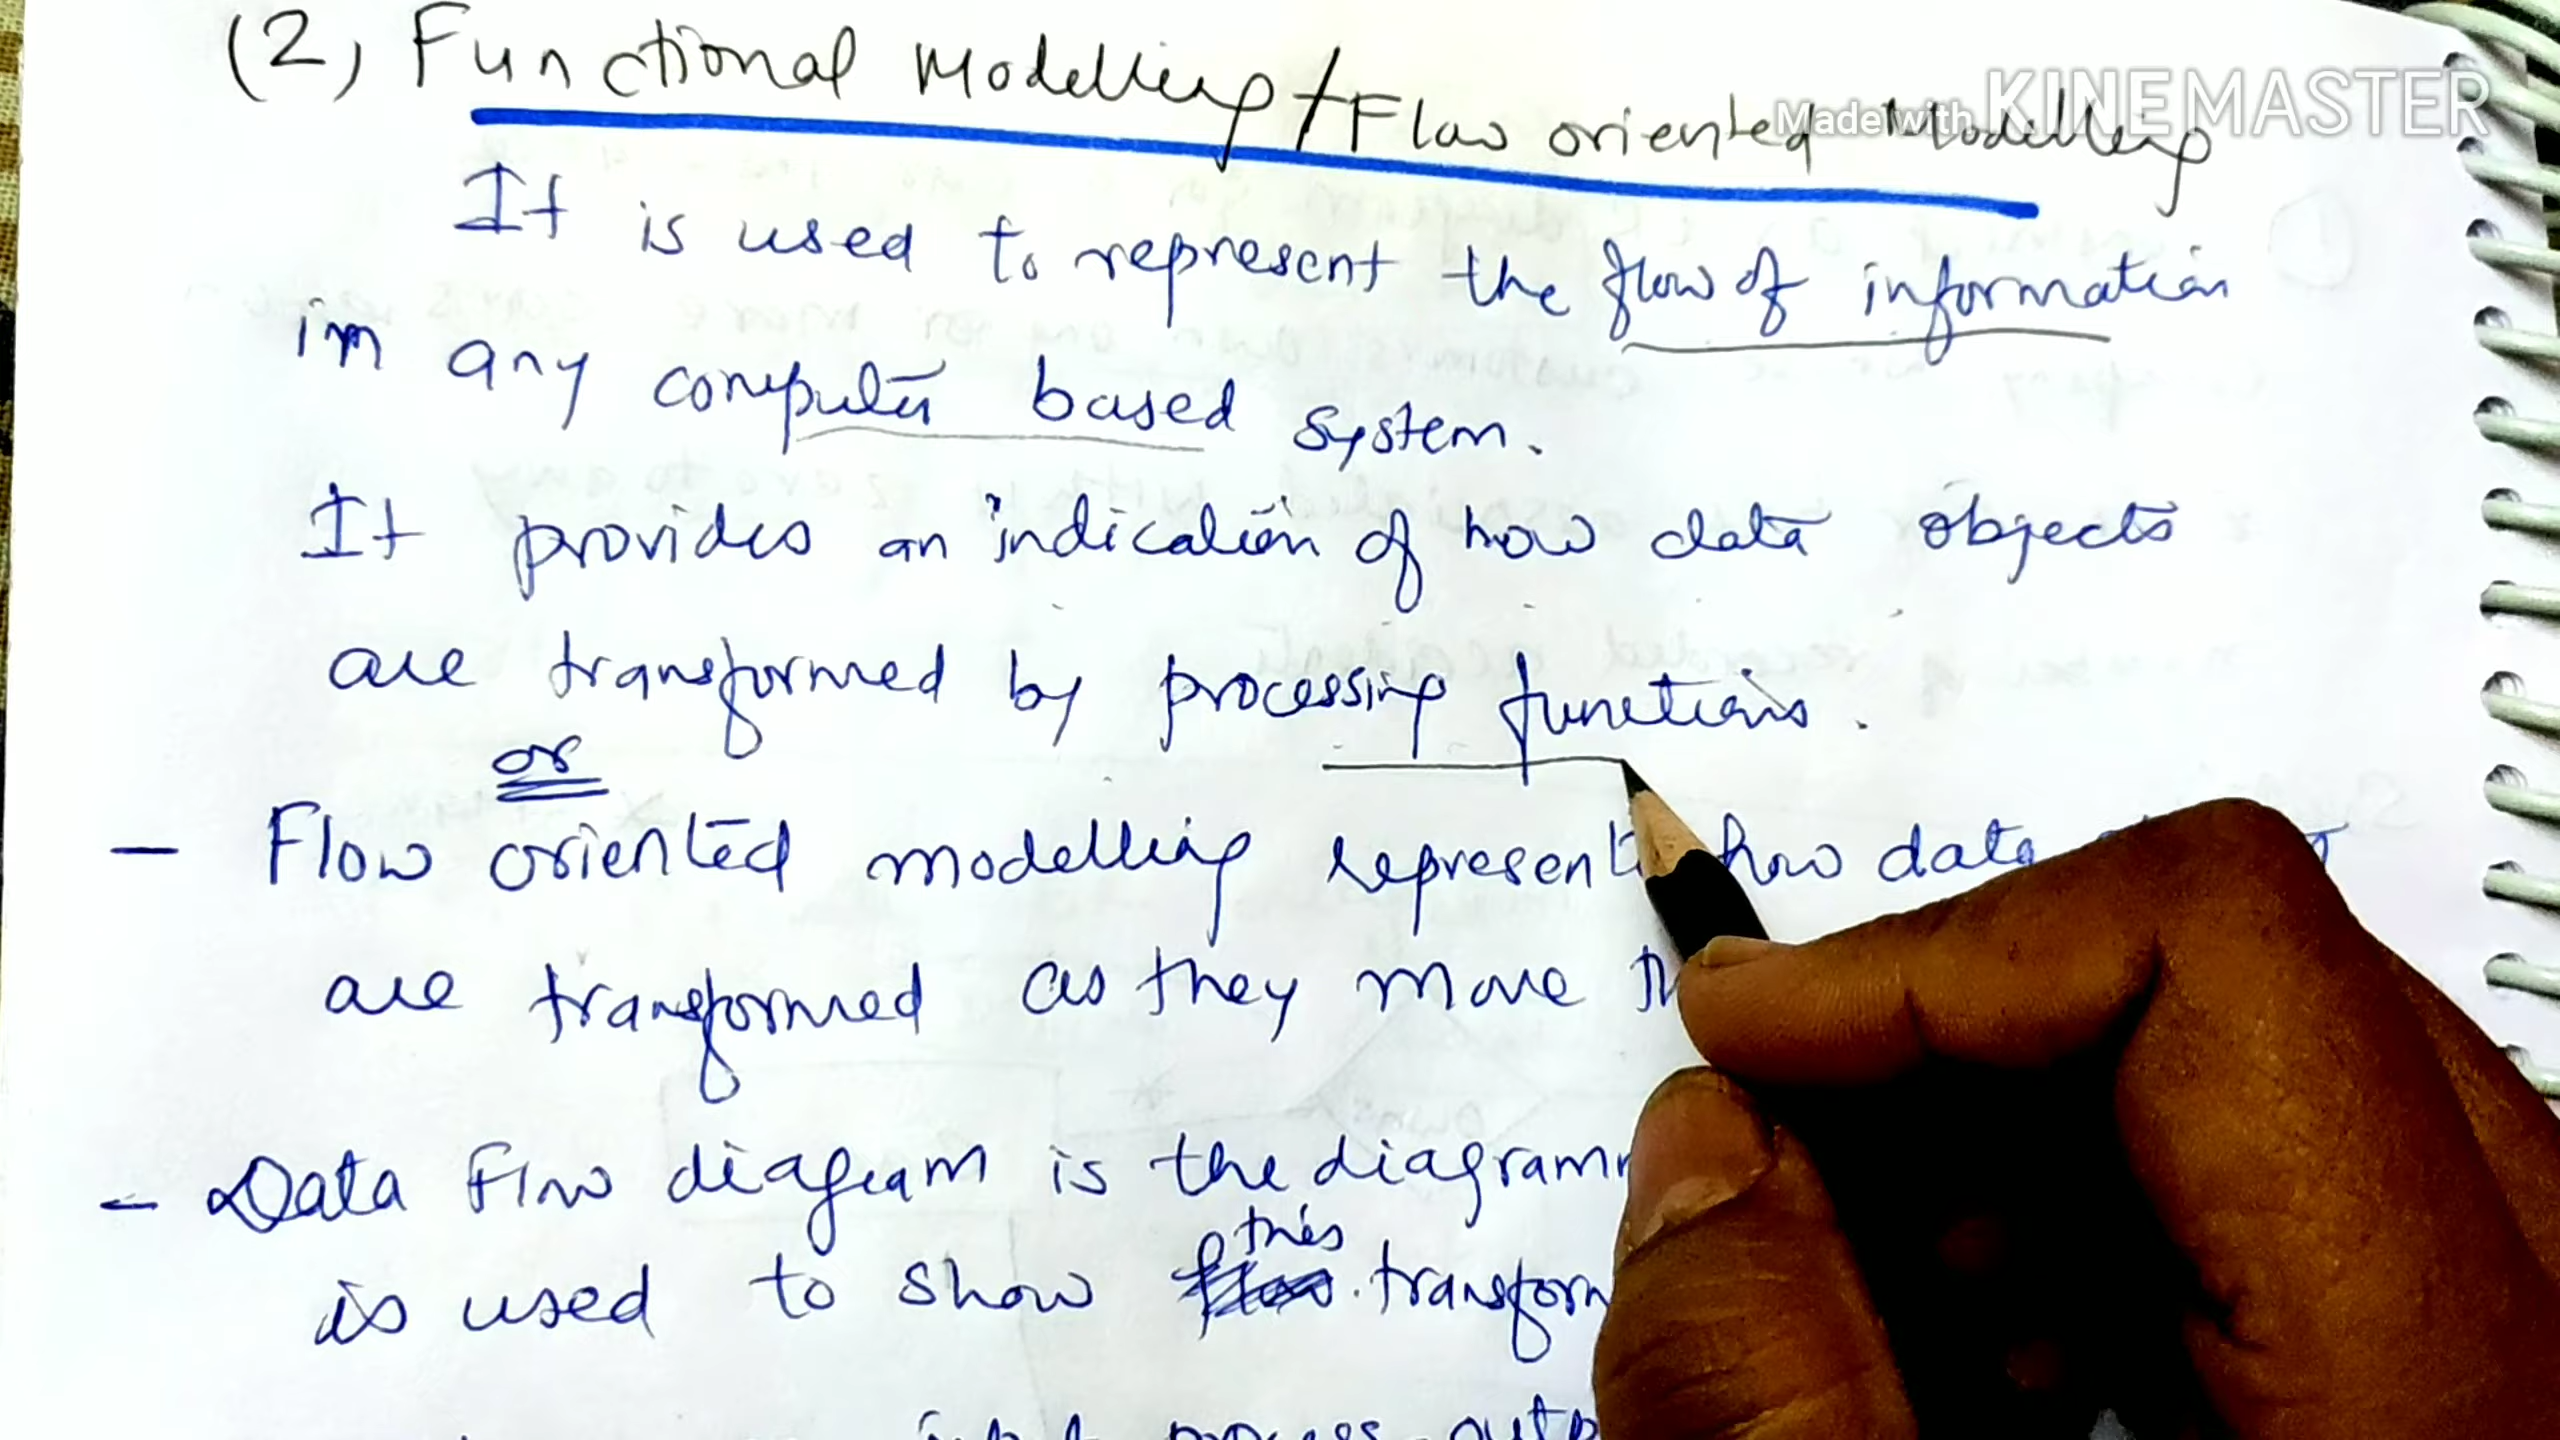 (2) Functional Modelling / Flow oriented Modelling
Made with KINEMASTER
It is used to represent the flow of information
in any computer based system.
It provides an indication of how data objects
are transformed by processing functions.
or
- Flow oriented modelling represents how data
are transformed as they move
- Data Flow diagram is the
this
is used to show